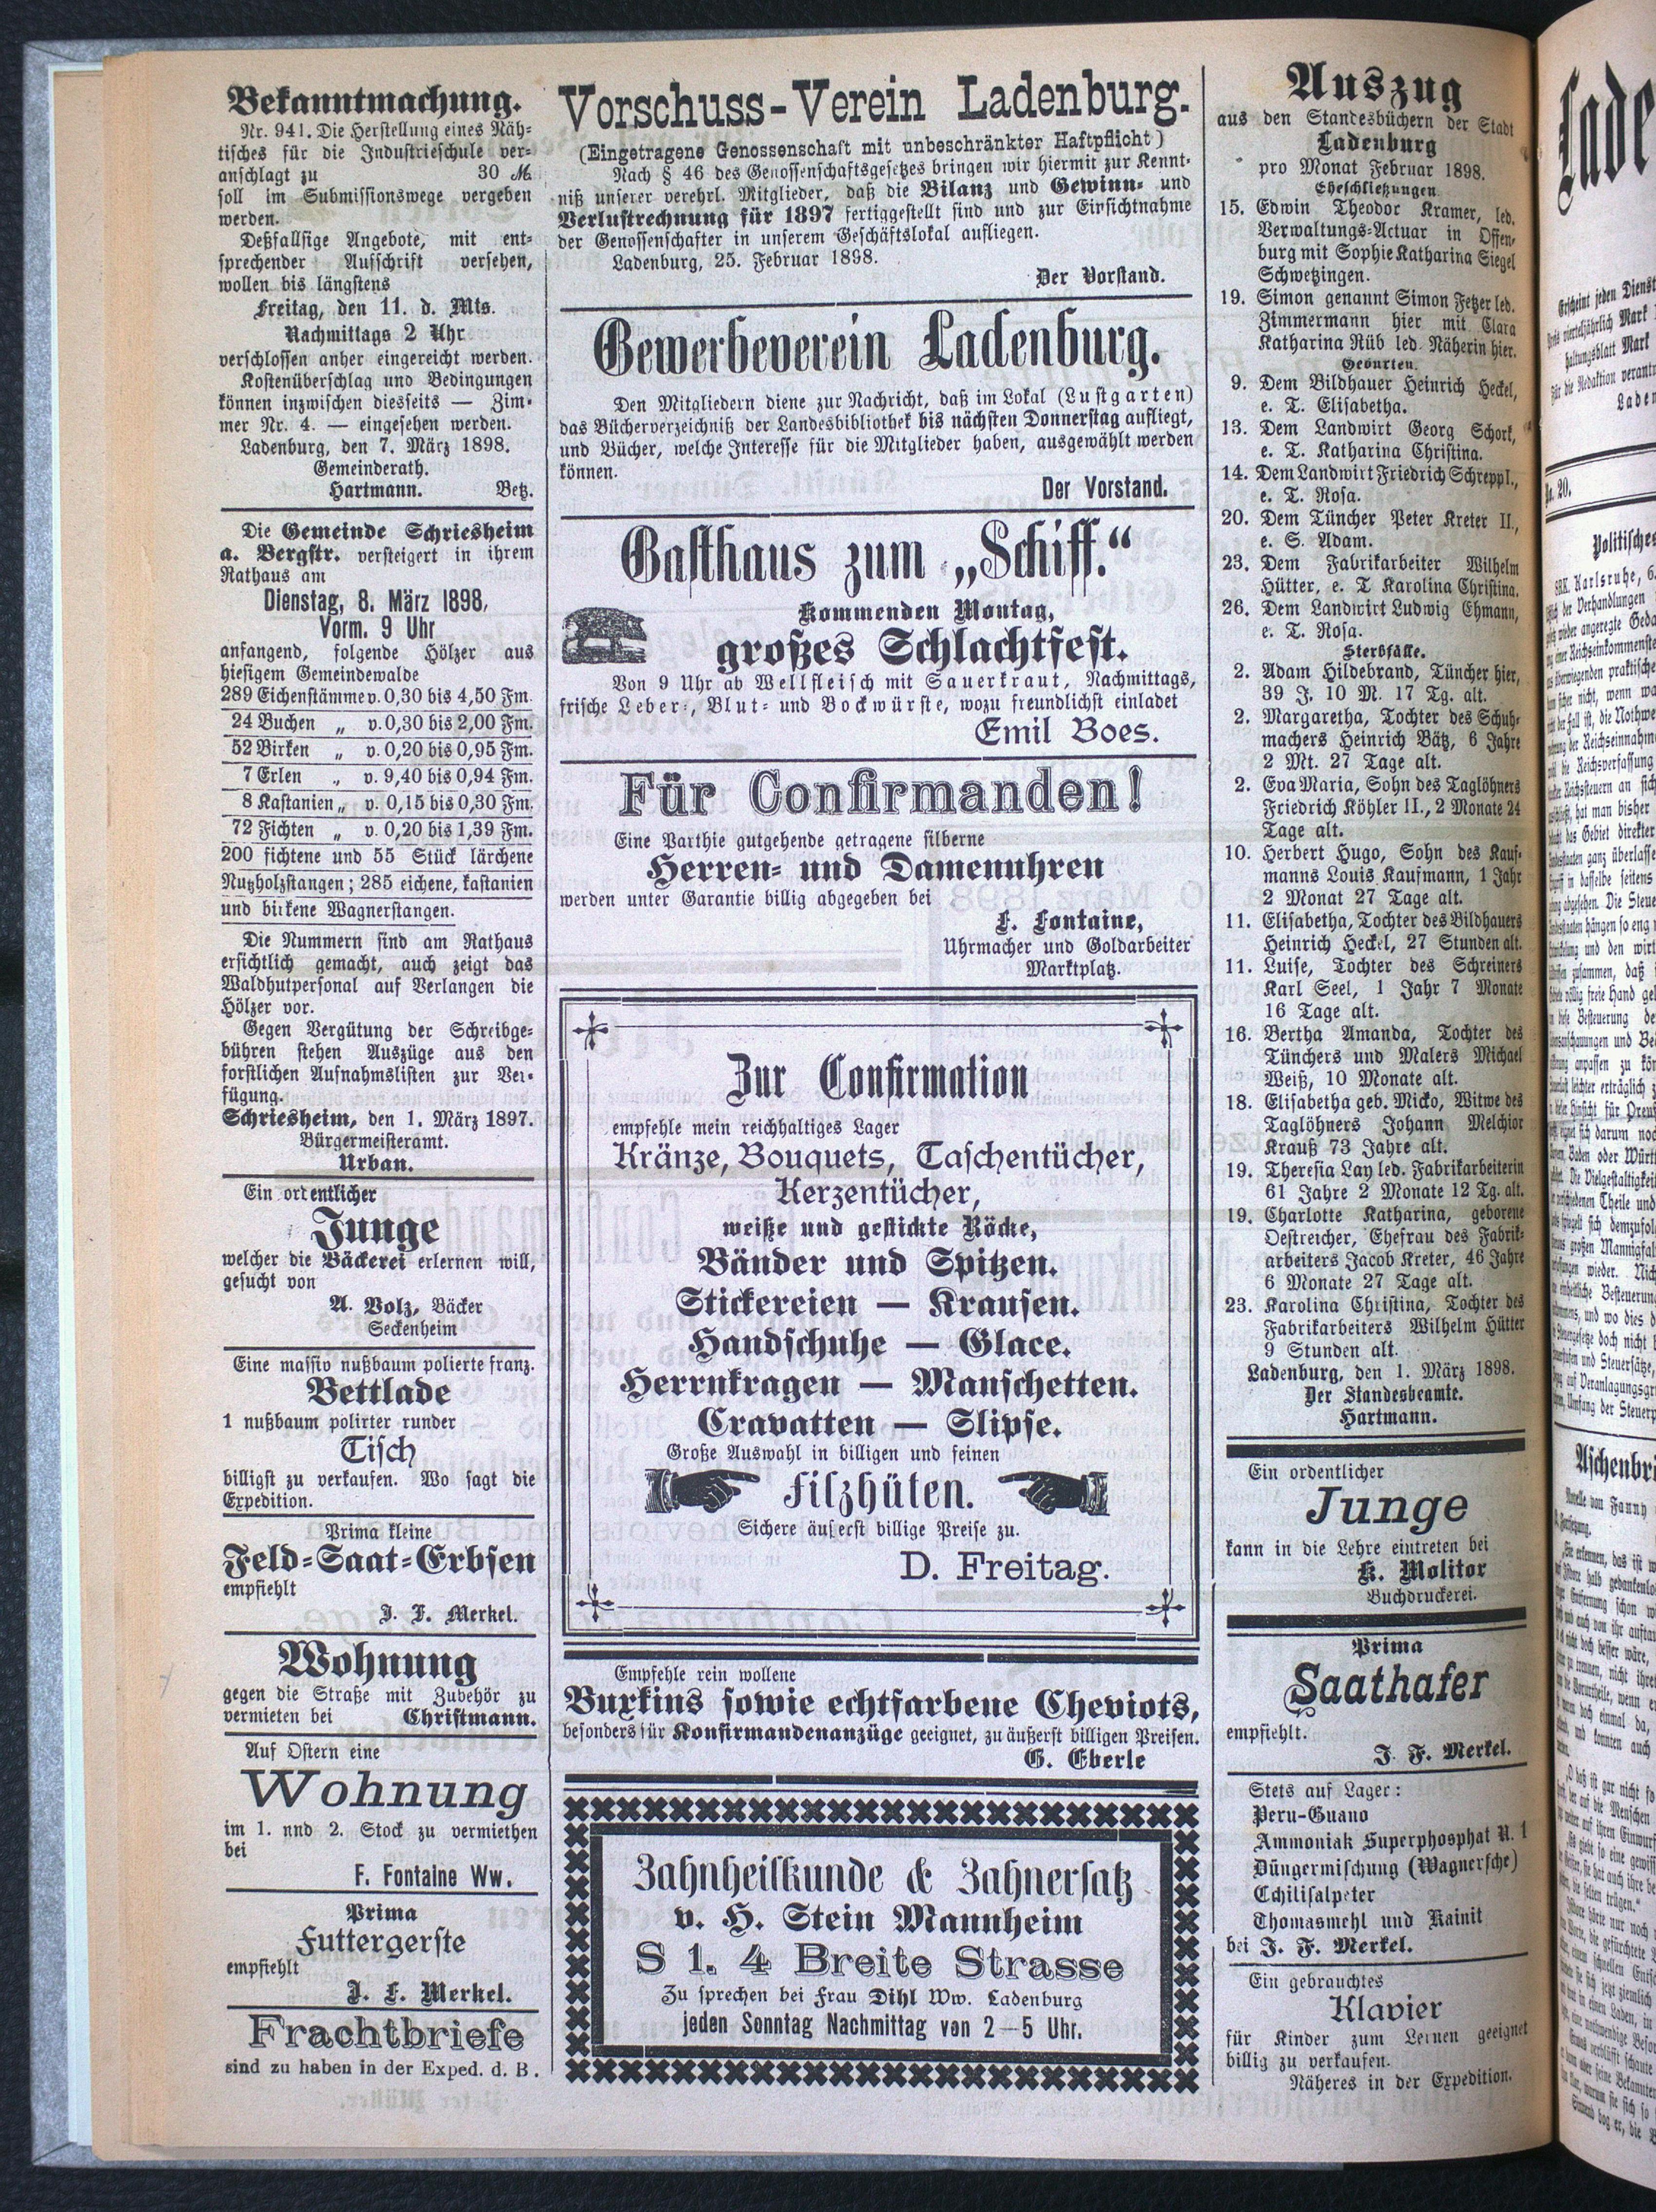 Bekanntmachung.
Nr. 941. Die Herstellung eines Näh-
tisches für die Industrieschule ver-
anschlagt zu 30 M.
soll im Submissionswege vergeben
werden.
Deßfallsige Angebote, mit ent-
sprechender Aufschrift versehen,
wollen bis längstens
Freitag, den 11. d. Mts.
Nachmittags 2 Uhr
verschlossen anher eingereicht werden.
Kostenüberschlag und Bedingungen
können inzwischen diesseits — Zim-
mer Nr. 4. — eingesehen werden.
Ladenburg, den 7. März 1898.
Gemeinderath.
Hartmann. Betz.
Die Gemeinde Schriesheim
a. Bergstr. versteigert in ihrem
Rathaus am
Dienstag, 8. März 1898,
Vorm. 9 Uhr
anfangend, folgende Hölzer aus
hiesigem Gemeindewalde
289 Eichenstämme v. 0,30 bis 4,50 Fm.
24 Buchen „ v. 0,30 bis 2,00 Fm.
52 Birken „ v. 0,20 bis 0,95 Fm.
7 Erlen „ v. 9,40 bis 0,94 Fm.
8 Kastanien „ v. 0,15 bis 0,30 Fm.
72 Fichten „ v. 0,20 bis 1,39 Fm.
200 fichtene und 55 Stück lärchene
Nutzholzstangen; 285 eichene, kastanien
und birkene Wagnerstangen.
Die Nummern sind am Rathaus
ersichtlich gemacht, auch zeigt das
Waldhutpersonal auf Verlangen die
Hölzer vor.
Gegen Vergütung der Schreibge-
bühren stehen Auszüge aus den
forstlichen Aufnahmslisten zur Ver-
fügung.
Schriesheim, den 1. März 1897.
Bürgermeisteramt.
Urban.
Ein ordentlicher
Junge
welcher die Bäckerei erlernen will,
gesucht von
A. Volz, Bäcker
Seckenheim
Eine massiv nußbaum polierte franz.
Bettlade
1 nußbaum polirter runder
Tisch
billigst zu verkaufen. Wo sagt die
Expedition.
Prima kleine
Feld-Saat-Erbsen
empfiehlt
J. F. Merkel.
Wohnung
gegen die Straße mit Zubehör zu
vermieten bei Christmann.
Auf Ostern eine
Wohnung
im 1. nnd 2. Stock zu vermiethen
bei
F. Fontaine Ww.
Prima
Futtergerste
empfiehlt
J. F. Merkel.
Frachtbriefe
sind zu haben in der Exped. d. B.
Vorschuss-Verein Ladenburg.
(Eingetragene Genossenschaft mit unbeschränkter Haftpflicht)
Nach § 46 des Genossenschaftsgesetzes bringen wir hiermit zur Kennt-
niß unserer verehrl. Mitglieder, daß die Bilanz und Gewinn- und
Verlustrechnung für 1897 fertiggestellt sind und zur Einsichtnahme
der Genossenschafter in unserem Geschäftslokal aufliegen.
Ladenburg, 25. Februar 1898.
Der Vorstand.
Gewerbeverein Ladenburg.
Den Mitgliedern diene zur Nachricht, daß im Lokal (Lustgarten)
das Bücherverzeichniß der Landesbibliothek bis nächsten Donnerstag aufliegt,
und Bücher, welche Interesse für die Mitglieder haben, ausgewählt werden
können.
Der Vorstand.
Gasthaus zum „Schiff.“
Kommenden Montag,
großes Schlachtfest.
Von 9 Uhr ab Wellfleisch mit Sauerkraut, Nachmittags,
frische Leber-, Blut- und Bockwürste, wozu freundlichst einladet
Emil Boes.
Für Confirmanden!
Eine Parthie gutgehende getragene silberne
Herren- und Damenuhren
werden unter Garantie billig abgegeben bei
F. Fontaine,
Uhrmacher und Goldarbeiter
Marktplatz.
Zur Confirmation
empfehle mein reichhaltiges Lager
Kränze, Bouquets, Taschentücher,
Kerzentücher,
weiße und gestickte Röcke,
Bänder und Spitzen.
Stickereien — Krausen.
Handschuhe — Glace.
Herrnkragen — Manschetten.
Cravatten — Slipse.
Große Auswahl in billigen und feinen
Filzhüten.
Sichere äußerst billige Preise zu.
D. Freitag.
Empfehle rein wollene
Buxkins sowie echtfarbene Cheviots,
besonders für Konfirmandenanzüge geeignet, zu äußerst billigen Preisen.
G. Eberle
Zahnheilkunde & Zahnersatz
v. H. Stein Mannheim
S 1. 4 Breite Strasse
Zu sprechen bei Frau Dihl Ww. Ladenburg
jeden Sonntag Nachmittag von 2—5 Uhr.
Auszug
aus den Standesbüchern der Stadt
Ladenburg
pro Monat Februar 1898.
Eheschließungen.
15. Edwin Theodor Kramer, led.
Verwaltungs-Actuar in Offen-
burg mit Sophie Katharina Siegel
Schwetzingen.
19. Simon genannt Simon Fetzer led.
Zimmermann hier mit Clara
Katharina Rüb led. Näherin hier.
Geburten.
9. Dem Bildhauer Heinrich Heckel,
e. T. Elisabetha.
13. Dem Landwirt Georg Schork,
e. T. Katharina Christina.
14. Dem Landwirt Friedrich Schreppl.,
e. T. Rosa.
20. Dem Tüncher Peter Kreter II.,
e. S. Adam.
23. Dem Fabrikarbeiter Wilhelm
Hütter, e. T Karolina Christina.
26. Dem Landwirt Ludwig Ehmann,
e. T. Rosa.
Sterbfälle.
2. Adam Hildebrand, Tüncher hier,
39 J. 10 M. 17 Tg. alt.
2. Margaretha, Tochter des Schuh-
machers Heinrich Bätz, 6 Jahre
2 Mt. 27 Tage alt.
2. Eva Maria, Sohn des Taglöhners
Friedrich Köhler II., 2 Monate 24
Tage alt.
10. Herbert Hugo, Sohn des Kauf-
manns Louis Kaufmann, 1 Jahr
2 Monat 27 Tage alt.
11. Elisabetha, Tochter des Bildhauers
Heinrich Heckel, 27 Stunden alt.
11. Luise, Tochter des Schreiners
Karl Seel, 1 Jahr 7 Monate
16 Tage alt.
16. Bertha Amanda, Tochter des
Tünchers und Malers Michael
Weiß, 10 Monate alt.
18. Elisabetha geb. Micko, Witwe des
Taglöhners Johann Melchior
Krauß 73 Jahre alt.
19. Theresia Lay led. Fabrikarbeiterin
61 Jahre 2 Monate 12 Tg. alt.
19. Charlotte Katharina, geborene
Oestreicher, Ehefrau des Fabrik-
arbeiters Jacob Kreter, 46 Jahre
6 Monate 27 Tage alt.
23. Karolina Christina, Tochter des
Fabrikarbeiters Wilhelm Hütter
9 Stunden alt.
Ladenburg, den 1. März 1898.
Der Standesbeamte.
Hartmann.
Ein ordentlicher
Junge
kann in die Lehre eintreten bei
K. Molitor
Buchdruckerei.
Prima
Saathafer
empfiehlt.
J. F. Merkel.
Stets auf Lager:
Peru-Guano
Ammoniak Superphosphat A. 1
Düngermischung (Wagnersche)
Cchilisalpeter
Thomasmehl und Kainit
bei J. F. Merkel.
Ein gebrauchtes
Klavier
für Kinder zum Lernen geeignet
billig zu verkaufen.
Näheres in der Expedition.
Lade
Erscheint jeden Dienst
No. 20.
Politische
SRK. Karlsruhe, 6.
Aschenbrö
Novelle von Fanny